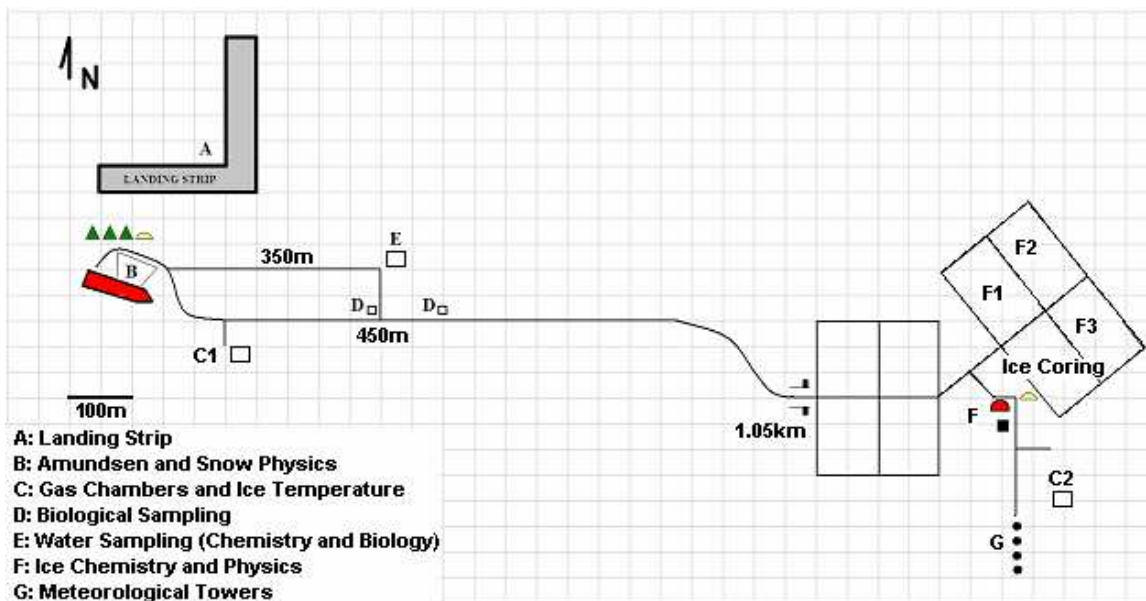 N
A
LANDING STRIP
E
350m
B
D
D
450m
C1
F2
F1
F3
Ice Coring
100m
1.05km
F
C2
G
A: Landing Strip
B: Amundsen and Snow Physics
C: Gas Chambers and Ice Temperature
D: Biological Sampling
E: Water Sampling (Chemistry and Biology)
F: Ice Chemistry and Physics
G: Meteorological Towers